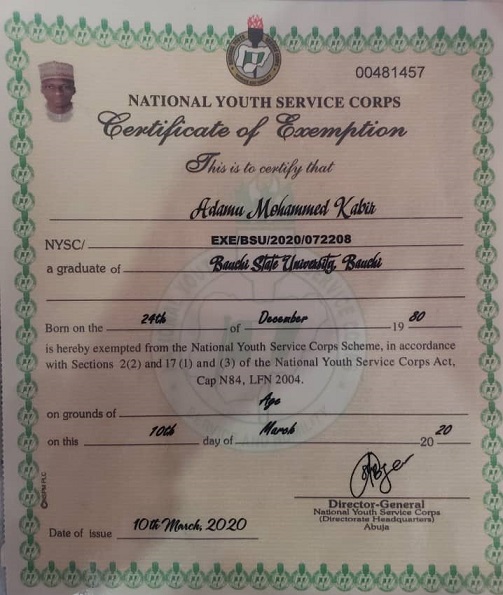 00481457
NATIONAL YOUTH SERVICE CORPS
Certificate of Exemption
This is to certify that
Adamu Mohammed Kabir
NYSC/ EXE/BSU/2020/072208
a graduate of Bauchi State University, Bauchi
Born on the 24th of December 19 80
is hereby exempted from the National Youth Service Corps Scheme, in accordance
with Sections 2(2) and 17 (1) and (3) of the National Youth Service Corps Act,
Cap N84, LFN 2004.
on grounds of Age
on this 10th day of March 20 20
Director-General
National Youth Service Corps
(Directorate Headquarters)
Abuja
Date of issue 10th March, 2020